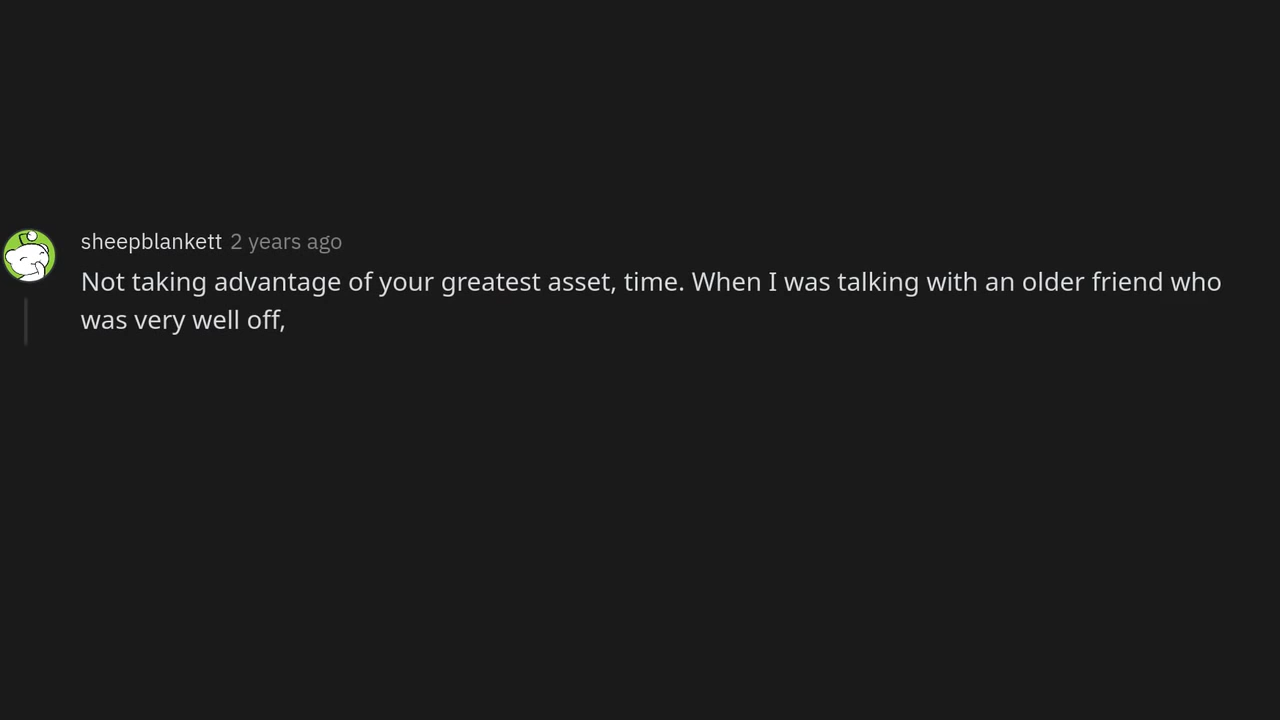 sheepblankett 2 years ago
Not taking advantage of your greatest asset, time. When I was talking with an older friend who
was very well off,